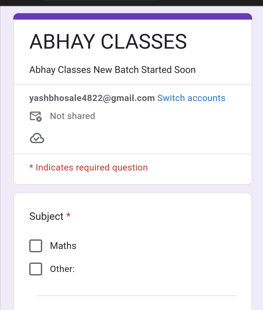 ABHAY CLASSES
Abhay Classes New Batch Started Soon
yashbhosale4822@gmail.com Switch accounts
Not shared
* Indicates required question
Subject *
Maths
Other: